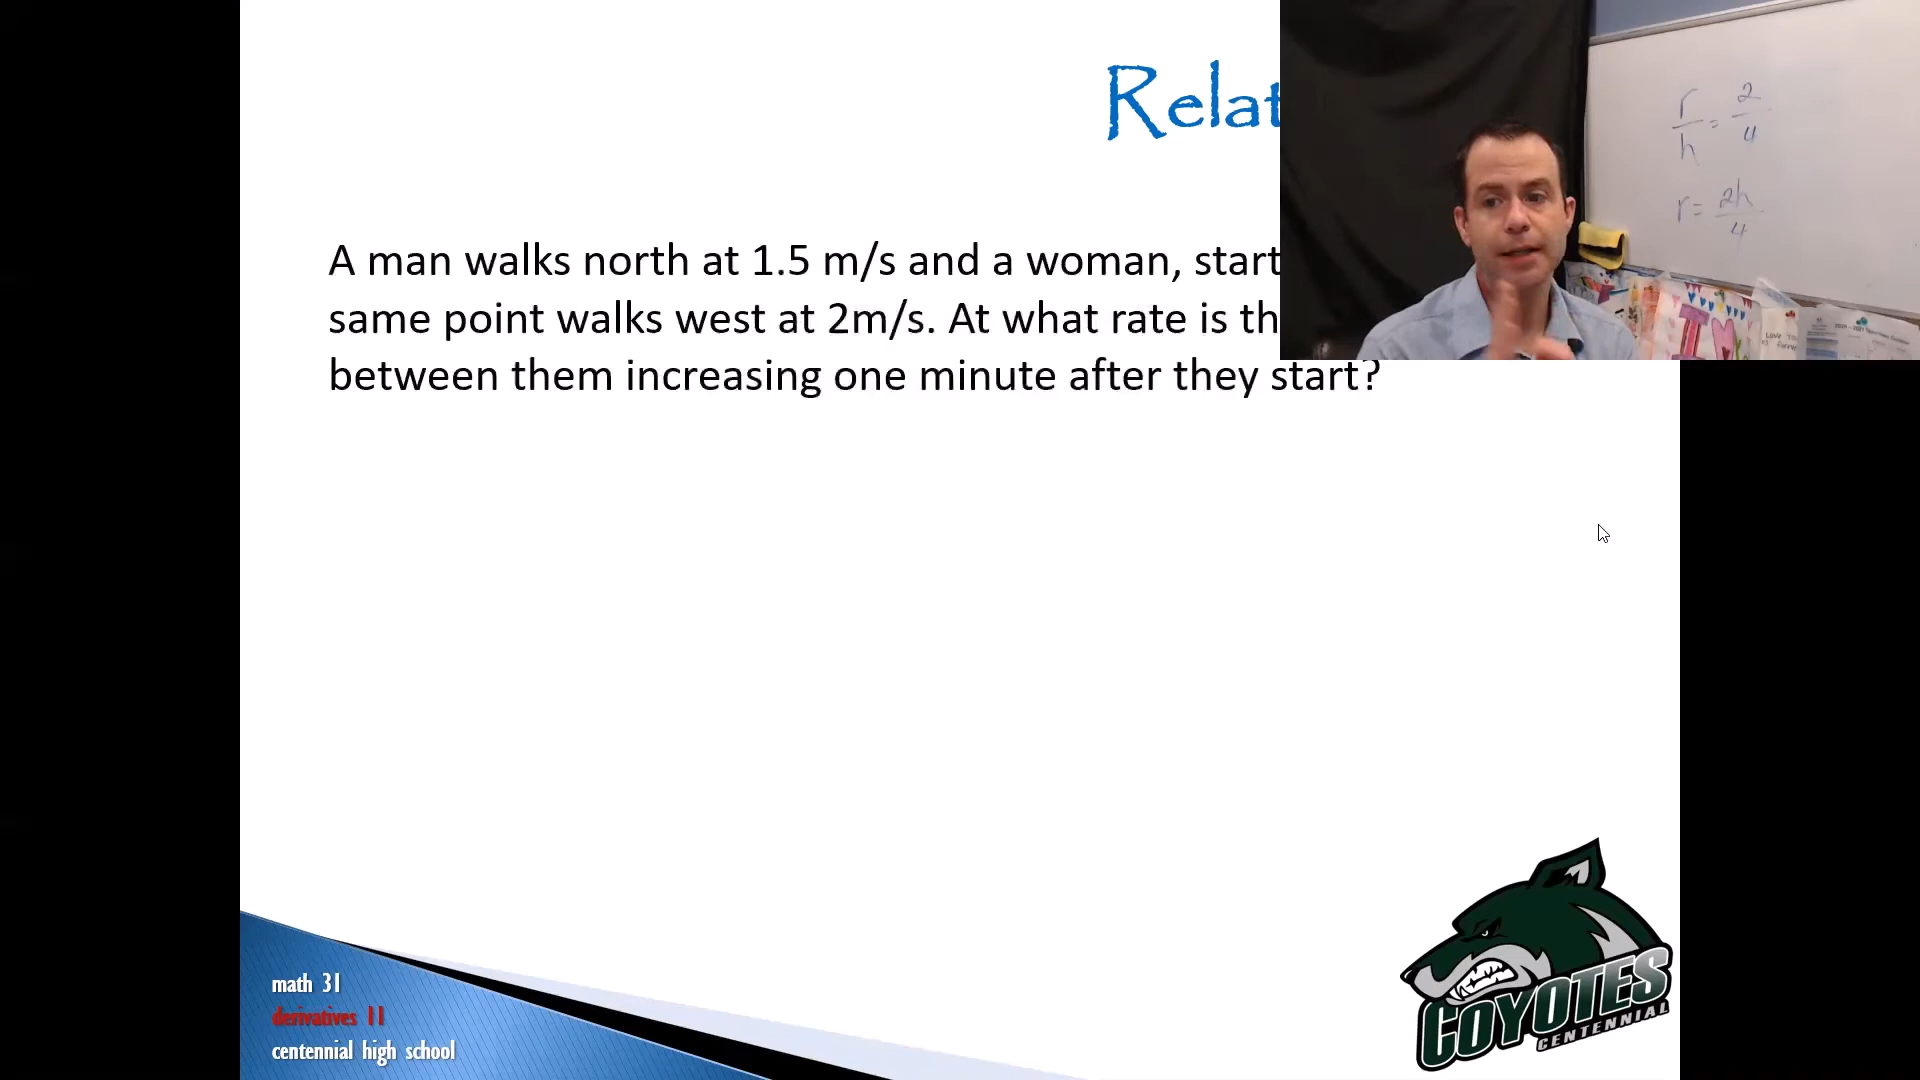 Relat
A man walks north at 1.5 m/s and a woman, start
same point walks west at 2m/s. At what rate is th
between them increasing one minute after they start?
r/h = 2/4
r = 2h/4
I
math 31
derivatives 11
centennial high school
COYOTES
CENTENNIAL